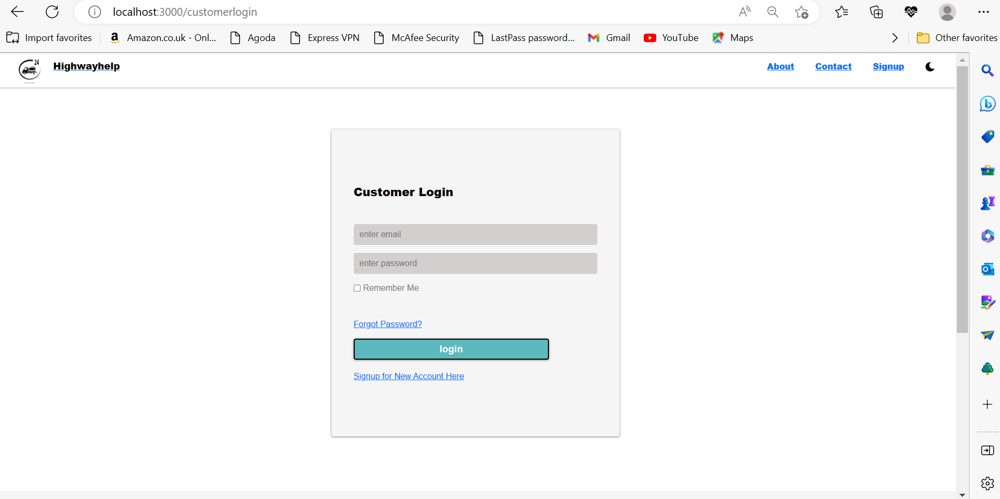 localhost:3000/customerlogin
Import favorites
Amazon.co.uk - Onl...
Agoda
Express VPN
McAfee Security
LastPass password...
Gmail
YouTube
Maps
Other favorites
24
Highwayhelp
About
Contact
Signup
Customer Login
enter email
enter password
Remember Me
Forgot Password?
login
Signup for New Account Here